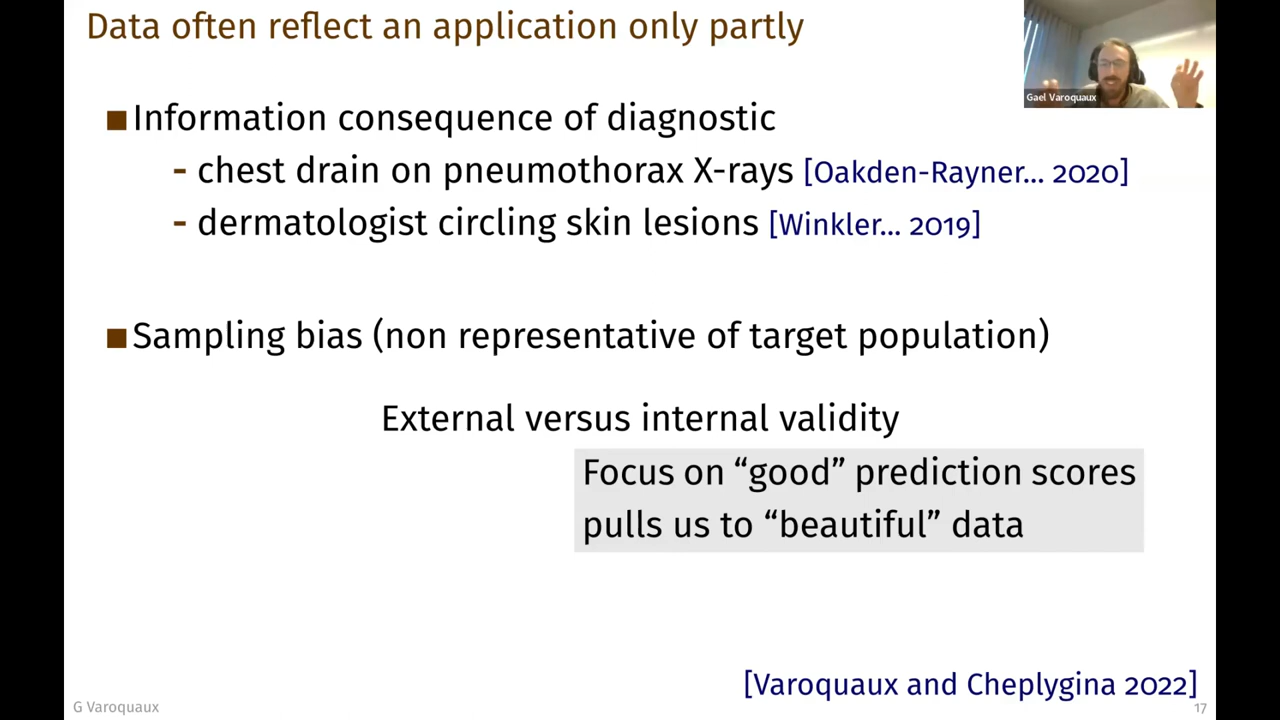 Data often reflect an application only partly
Gael Varoquaux
■ Information consequence of diagnostic
- chest drain on pneumothorax X-rays [Oakden-Rayner... 2020]
- dermatologist circling skin lesions [Winkler... 2019]
■ Sampling bias (non representative of target population)
External versus internal validity
Focus on “good” prediction scores
pulls us to “beautiful” data
[Varoquaux and Cheplygina 2022]
G Varoquaux
17